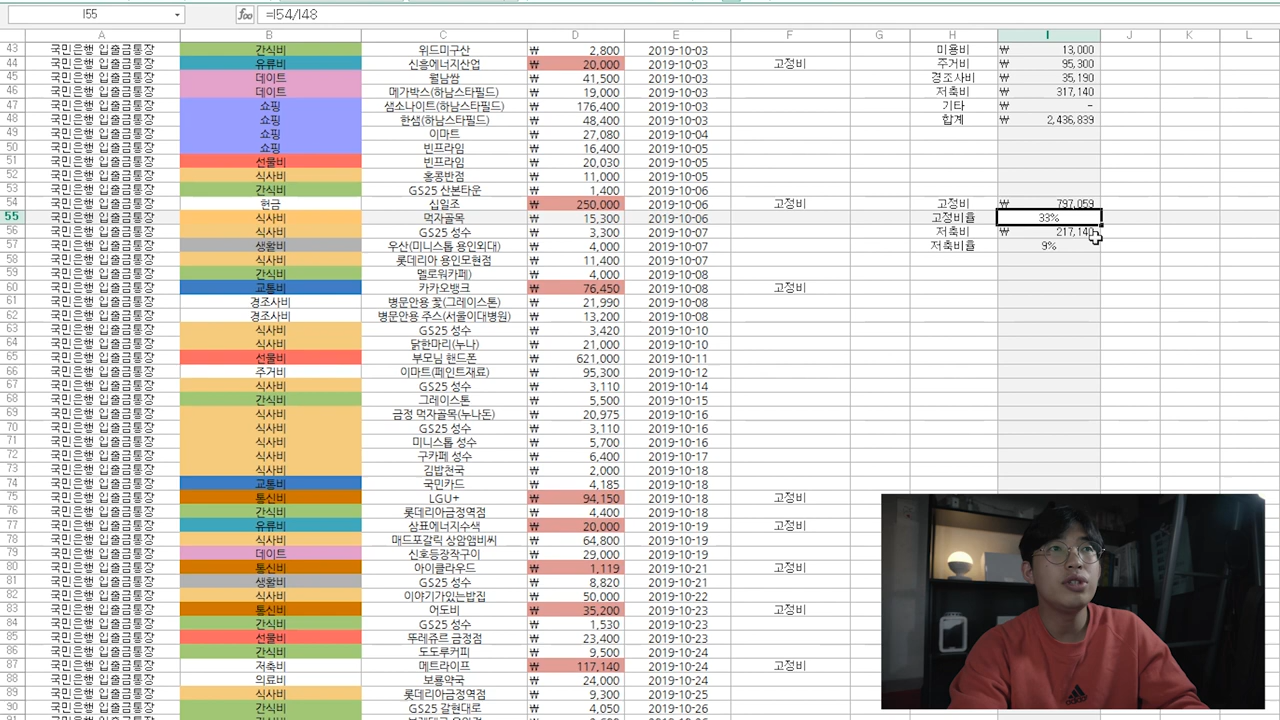 I55 =I54/I48
A B C D E F G H I J K L
43 국민은행 입출금통장 간식비 위드미구산 ₩ 2,800 2019-10-03 미용비 ₩ 13,000
44 국민은행 입출금통장 유류비 신흥에너지산업 ₩ 20,000 2019-10-03 고정비 주거비 ₩ 95,300
45 국민은행 입출금통장 데이트 월남쌈 ₩ 41,500 2019-10-03 경조사비 ₩ 35,190
46 국민은행 입출금통장 데이트 메가박스(하남스타필드) ₩ 19,000 2019-10-03 저축비 ₩ 317,140
47 국민은행 입출금통장 쇼핑 샘소나이트(하남스타필드) ₩ 176,400 2019-10-03 기타 ₩ -
48 국민은행 입출금통장 쇼핑 한샘(하남스타필드) ₩ 48,400 2019-10-03 합계 ₩ 2,436,839
49 국민은행 입출금통장 쇼핑 이마트 ₩ 27,080 2019-10-04
50 국민은행 입출금통장 쇼핑 빈프라임 ₩ 16,400 2019-10-05
51 국민은행 입출금통장 선물비 빈프라임 ₩ 20,030 2019-10-05
52 국민은행 입출금통장 식사비 홍콩반점 ₩ 11,000 2019-10-05
53 국민은행 입출금통장 간식비 GS25 산본타운 ₩ 1,400 2019-10-06
54 국민은행 입출금통장 헌금 십일조 ₩ 250,000 2019-10-06 고정비 고정비 ₩ 797,059
55 국민은행 입출금통장 식사비 먹자골목 ₩ 15,300 2019-10-06 고정비율 33%
56 국민은행 입출금통장 식사비 GS25 성수 ₩ 3,300 2019-10-07 저축비 ₩ 217,140
57 국민은행 입출금통장 생활비 우산(미니스톱 용인외대) ₩ 4,000 2019-10-07 저축비율 9%
58 국민은행 입출금통장 식사비 롯데리아 용인모현점 ₩ 11,400 2019-10-07
59 국민은행 입출금통장 간식비 멜로워카페) ₩ 4,000 2019-10-08
60 국민은행 입출금통장 교통비 카카오뱅크 ₩ 76,450 2019-10-08 고정비
61 국민은행 입출금통장 경조사비 병문안용 꽃(그레이스톤) ₩ 21,990 2019-10-08
62 국민은행 입출금통장 경조사비 병문안용 주스(서울이대병원) ₩ 13,200 2019-10-08
63 국민은행 입출금통장 식사비 GS25 성수 ₩ 3,420 2019-10-10
64 국민은행 입출금통장 식사비 닭한마리(누나) ₩ 21,000 2019-10-10
65 국민은행 입출금통장 선물비 부모님 핸드폰 ₩ 621,000 2019-10-11
66 국민은행 입출금통장 주거비 이마트(페인트재료) ₩ 95,300 2019-10-12
67 국민은행 입출금통장 식사비 GS25 성수 ₩ 3,110 2019-10-14
68 국민은행 입출금통장 간식비 그레이스톤 ₩ 5,500 2019-10-15
69 국민은행 입출금통장 식사비 금정 먹자골목(누나돈) ₩ 20,975 2019-10-16
70 국민은행 입출금통장 식사비 GS25 성수 ₩ 3,110 2019-10-16
71 국민은행 입출금통장 식사비 미니스톱 성수 ₩ 5,700 2019-10-16
72 국민은행 입출금통장 식사비 구카페 성수 ₩ 6,400 2019-10-17
73 국민은행 입출금통장 식사비 김밥천국 ₩ 2,000 2019-10-18
74 국민은행 입출금통장 교통비 국민카드 ₩ 4,185 2019-10-18
75 국민은행 입출금통장 통신비 LGU+ ₩ 94,150 2019-10-18 고정비
76 국민은행 입출금통장 간식비 롯데리아금정역점 ₩ 4,400 2019-10-18
77 국민은행 입출금통장 유류비 삼표에너지수색 ₩ 20,000 2019-10-19 고정비
78 국민은행 입출금통장 식사비 매드포갈릭 상암앰비씨 ₩ 64,800 2019-10-19
79 국민은행 입출금통장 데이트 신호등장작구이 ₩ 29,000 2019-10-19
80 국민은행 입출금통장 통신비 아이클라우드 ₩ 1,119 2019-10-21 고정비
81 국민은행 입출금통장 생활비 GS25 성수 ₩ 8,820 2019-10-21
82 국민은행 입출금통장 식사비 이야기가있는밥집 ₩ 50,000 2019-10-22
83 국민은행 입출금통장 통신비 어도비 ₩ 35,200 2019-10-23 고정비
84 국민은행 입출금통장 간식비 GS25 성수 ₩ 1,530 2019-10-23
85 국민은행 입출금통장 선물비 뚜레쥬르 금정점 ₩ 23,400 2019-10-23
86 국민은행 입출금통장 간식비 도도루커피 ₩ 9,500 2019-10-24
87 국민은행 입출금통장 저축비 메트라이프 ₩ 117,140 2019-10-24 고정비
88 국민은행 입출금통장 의료비 보룡약국 ₩ 24,000 2019-10-24
89 국민은행 입출금통장 식사비 롯데리아금정역점 ₩ 9,300 2019-10-25
90 국민은행 입출금통장 간식비 GS25 갈현대로 ₩ 4,050 2019-10-26